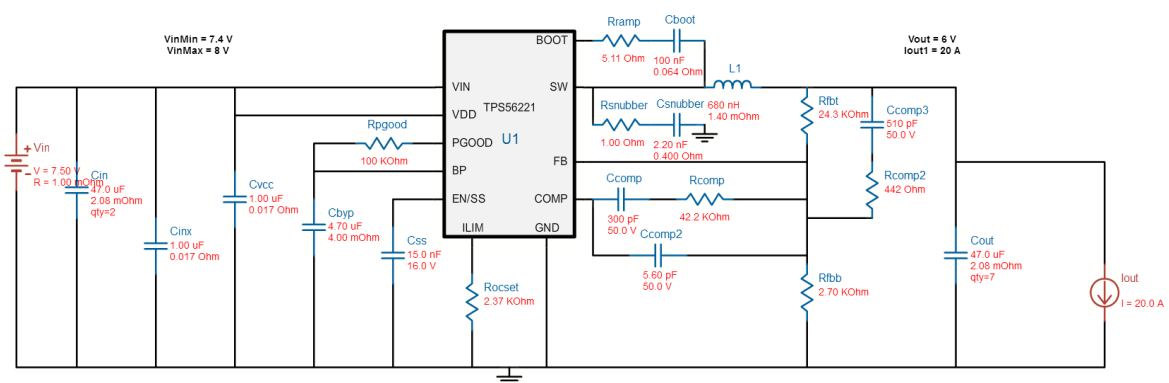 VinMin = 7.4 V
VinMax = 8 V
Vout = 6 V
Iout1 = 20 A
Rramp
5.11 Ohm
Cboot
100 nF
0.064 Ohm
BOOT
VIN
SW
VDD
TPS56221
PGOOD
U1
BP
FB
EN/SS
COMP
ILIM
GND
L1
680 nH
1.40 mOhm
Rsnubber
1.00 Ohm
Csnubber
2.20 nF
0.400 Ohm
Rfbt
24.3 KOhm
Ccomp3
510 pF
50.0 V
Rcomp2
442 Ohm
Rpgood
100 KOhm
Vin
V = 7.50 V
R = 1.00 mOhm
Cin
47.0 uF
2.08 mOhm
qty=2
Cinx
1.00 uF
0.017 Ohm
Cvcc
1.00 uF
0.017 Ohm
Cbyp
4.70 uF
4.00 mOhm
Css
15.0 nF
16.0 V
Rocset
2.37 KOhm
Ccomp
300 pF
50.0 V
Rcomp
42.2 KOhm
Ccomp2
5.60 pF
50.0 V
Rfbb
2.70 KOhm
Cout
47.0 uF
2.08 mOhm
qty=7
Iout
I = 20.0 A